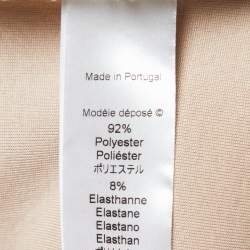 Made in Portugal
Modèle déposé ©
92%
Polyester
Poliéster
ポリエステル
8%
Elasthanne
Elastane
Elastano
Elasthan